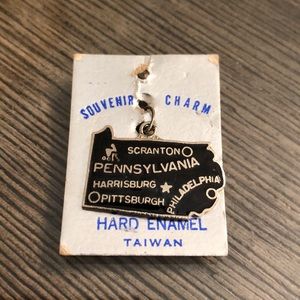 SOUVENIR CHARM
SCRANTON
PENNSYLVANIA
HARRISBURG
PHILADELPHIA
PITTSBURGH
HARD ENAMEL
TAIWAN